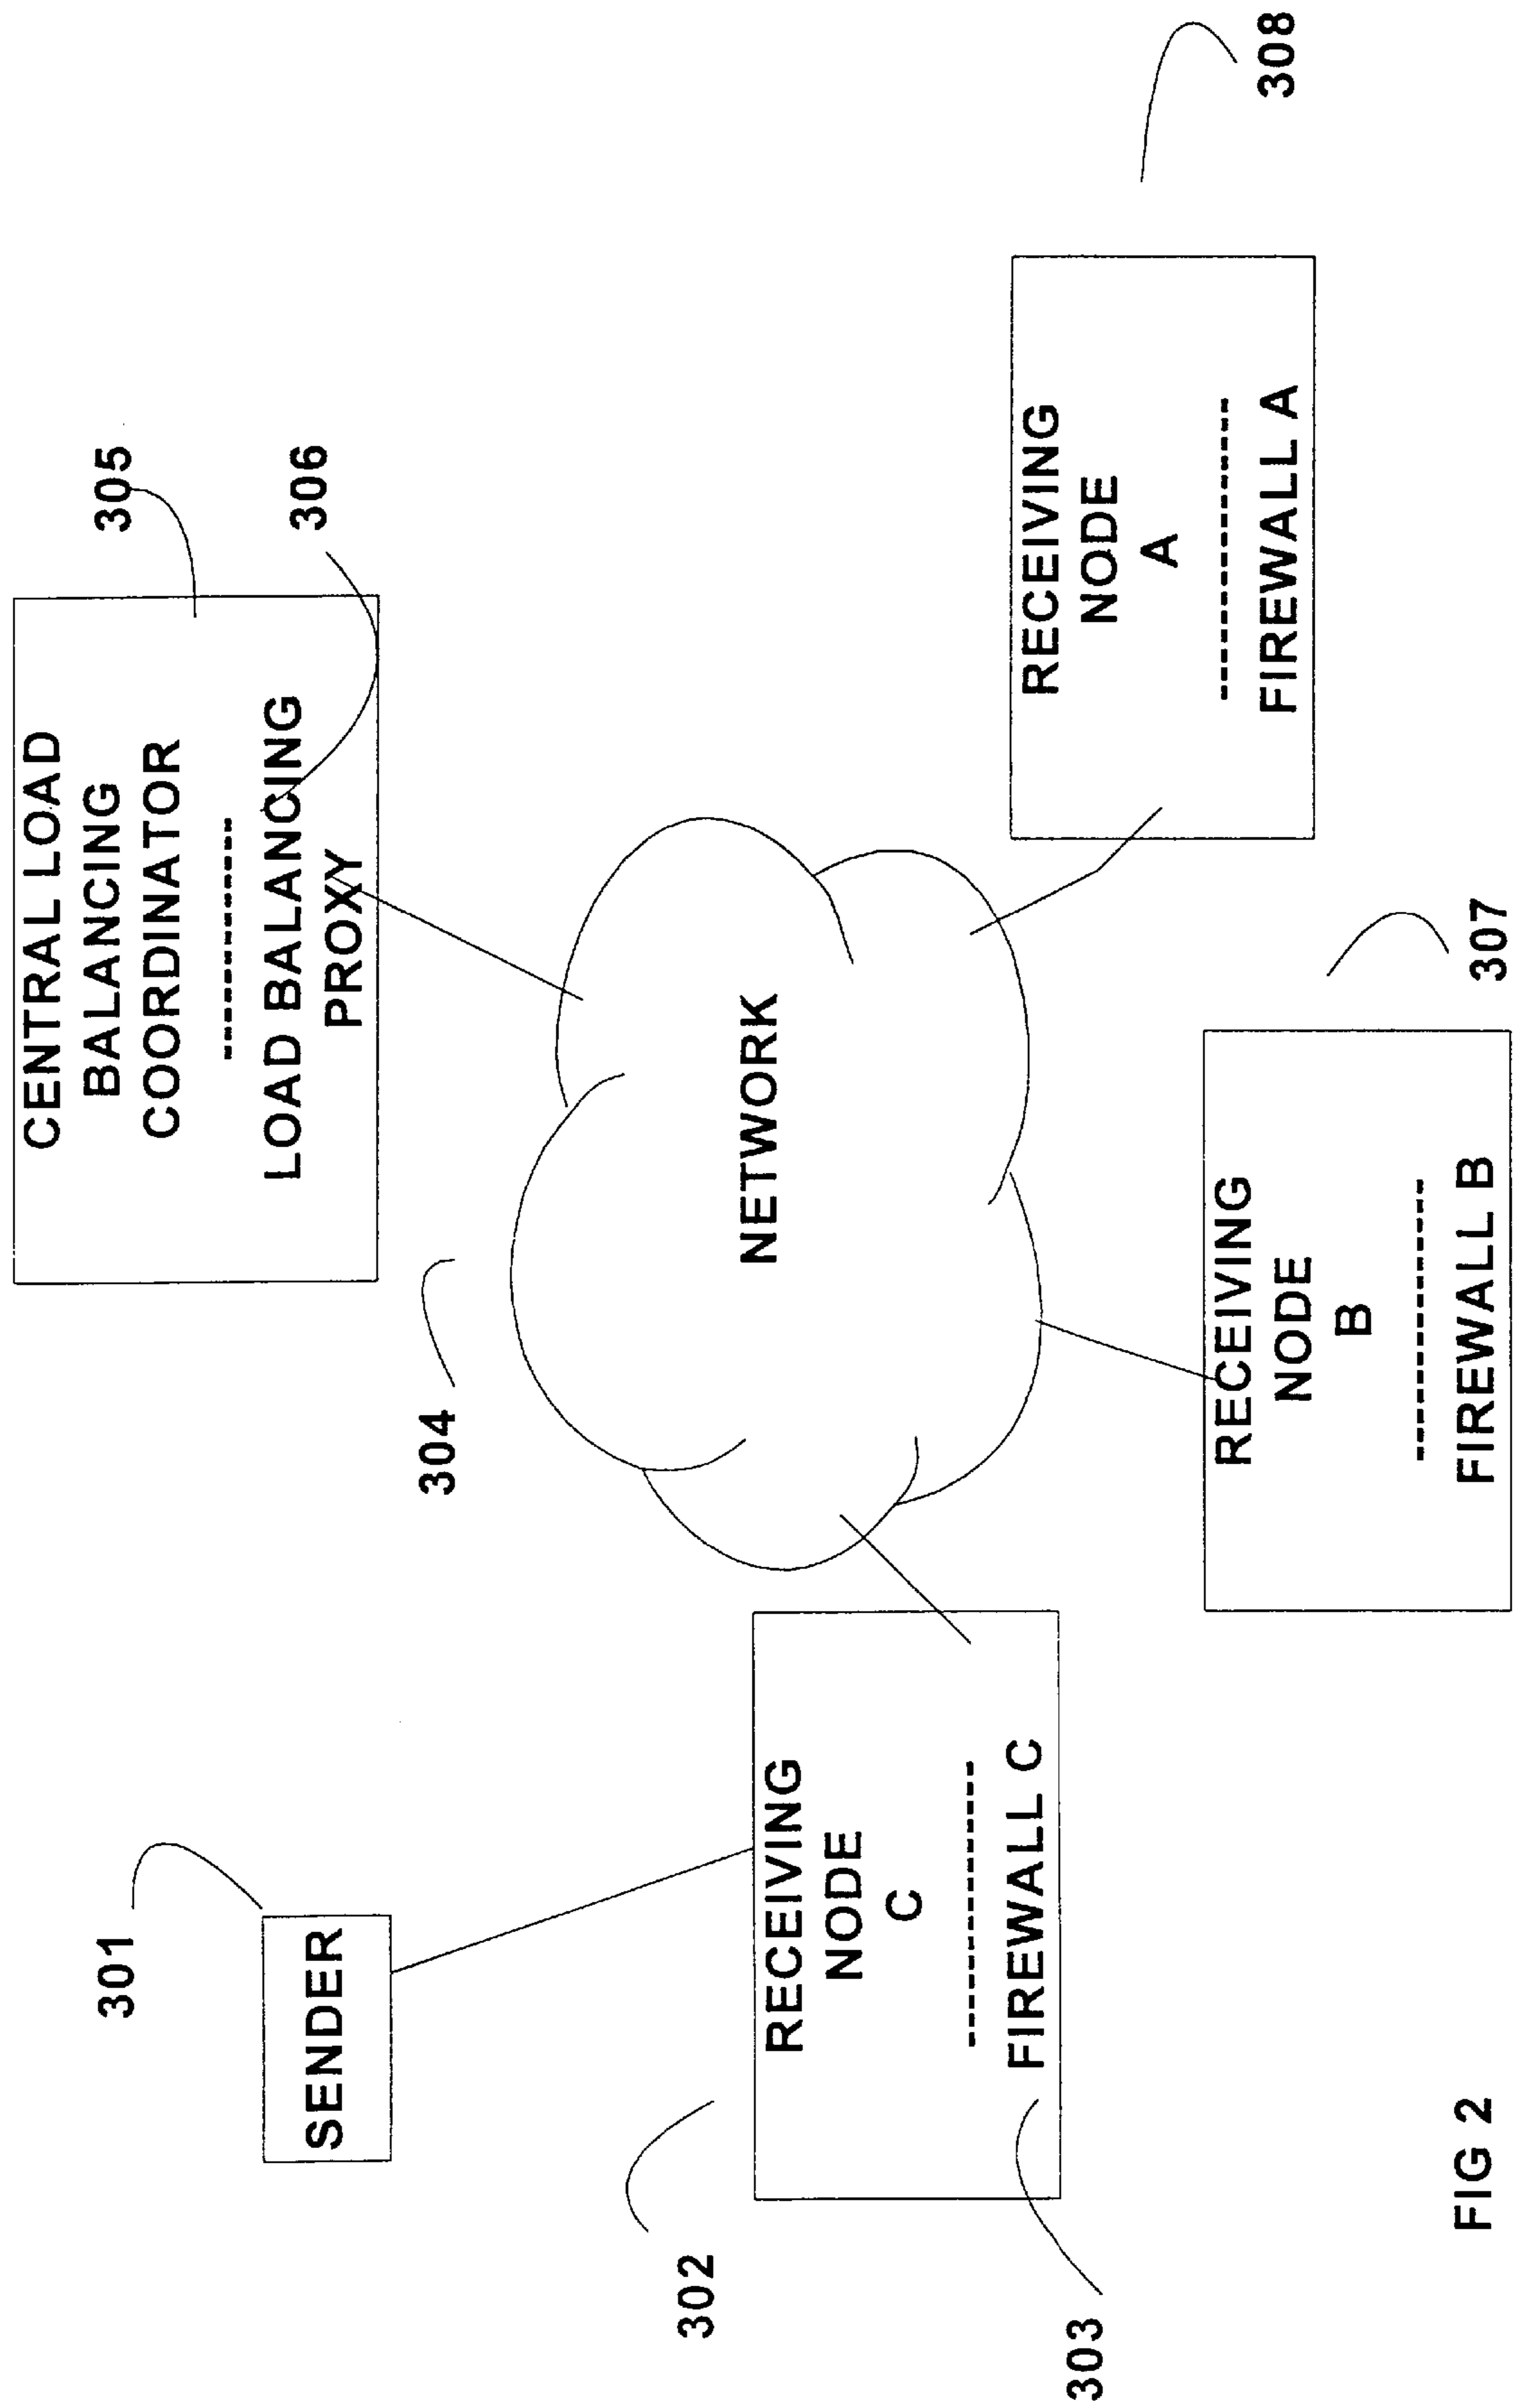 305
CENTRAL LOAD
BALANCING
COORDINATOR
------------
LOAD BALANCING
PROXY
306
301
SENDER
304
NETWORK
308
RECEIVING
NODE
A
---------------
FIREWALL A
302
RECEIVING
NODE
C
--------------
FIREWALL C
303
307
RECEIVING
NODE
B
--------------
FIREWALL B
FIG 2